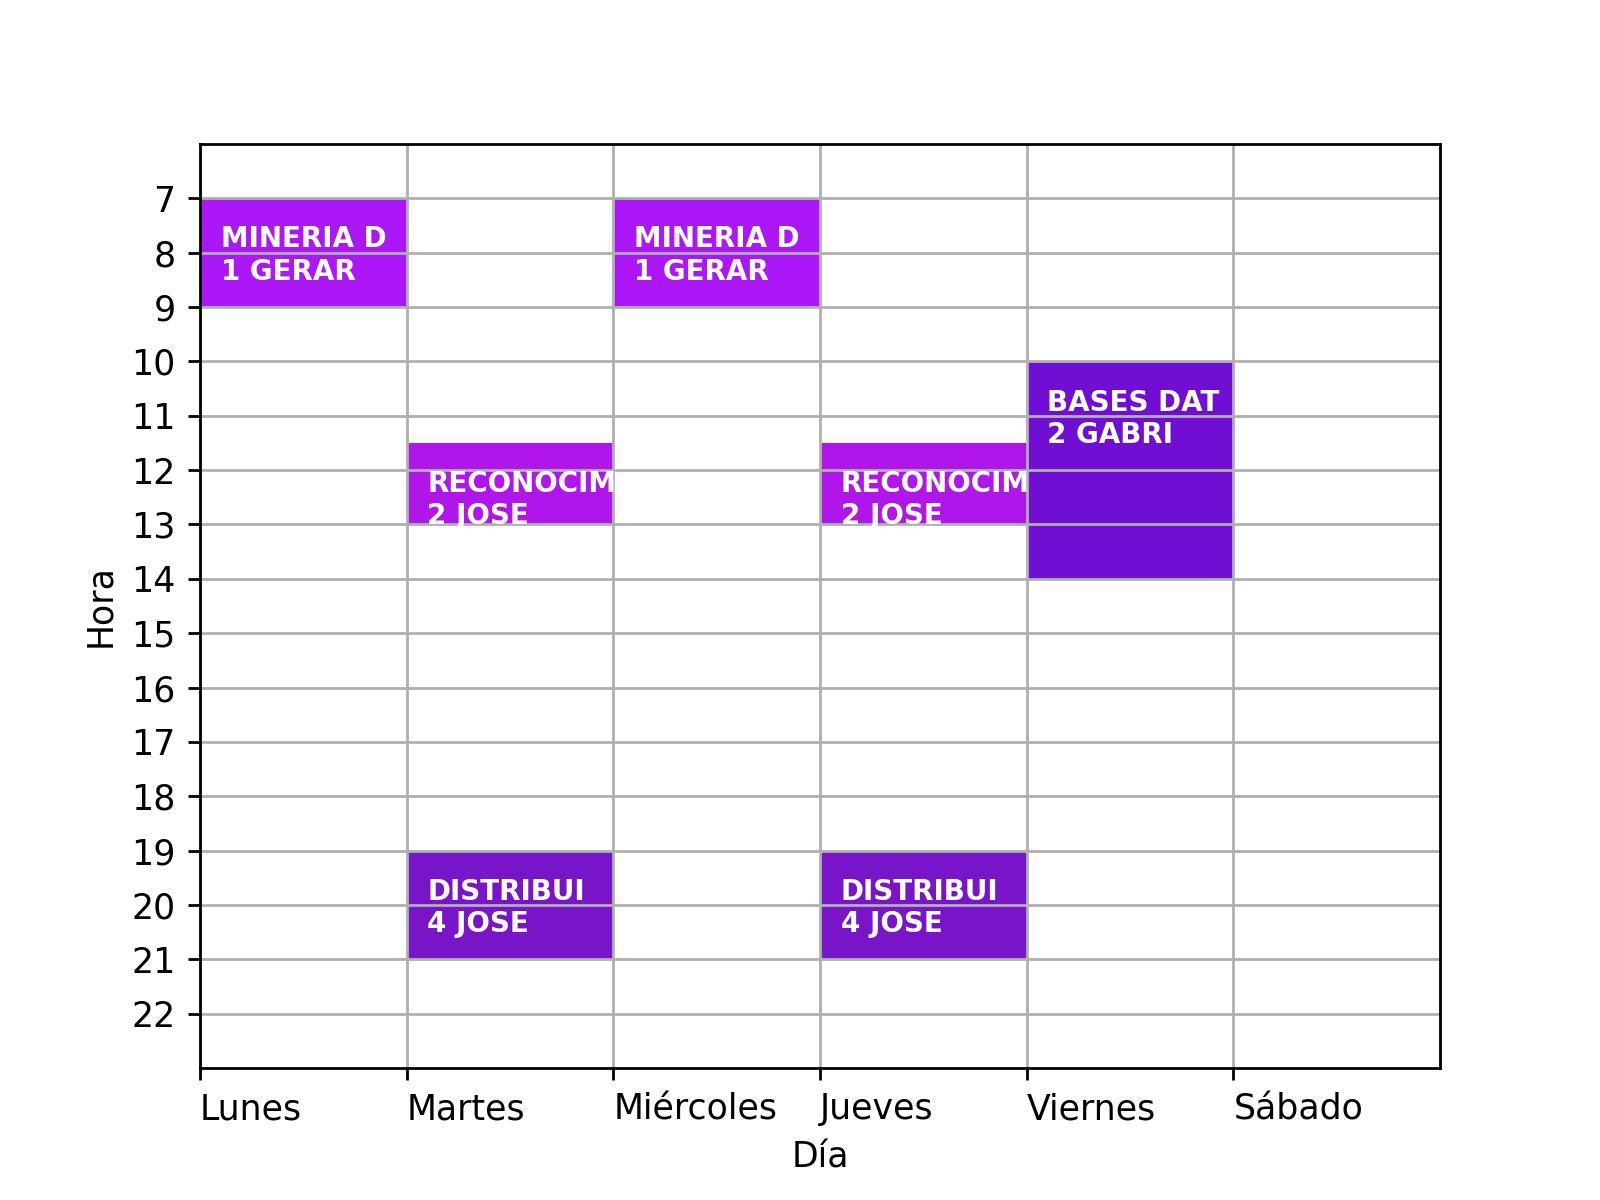 7
8
9
10
11
12
13
14
15
16
17
18
19
20
21
22
Hora
MINERIA D
1 GERAR
MINERIA D
1 GERAR
BASES DAT
2 GABRI
RECONOCIM
2 JOSE
RECONOCIM
2 JOSE
DISTRIBUI
4 JOSE
DISTRIBUI
4 JOSE
Lunes Martes Miércoles Jueves Viernes Sábado
Día